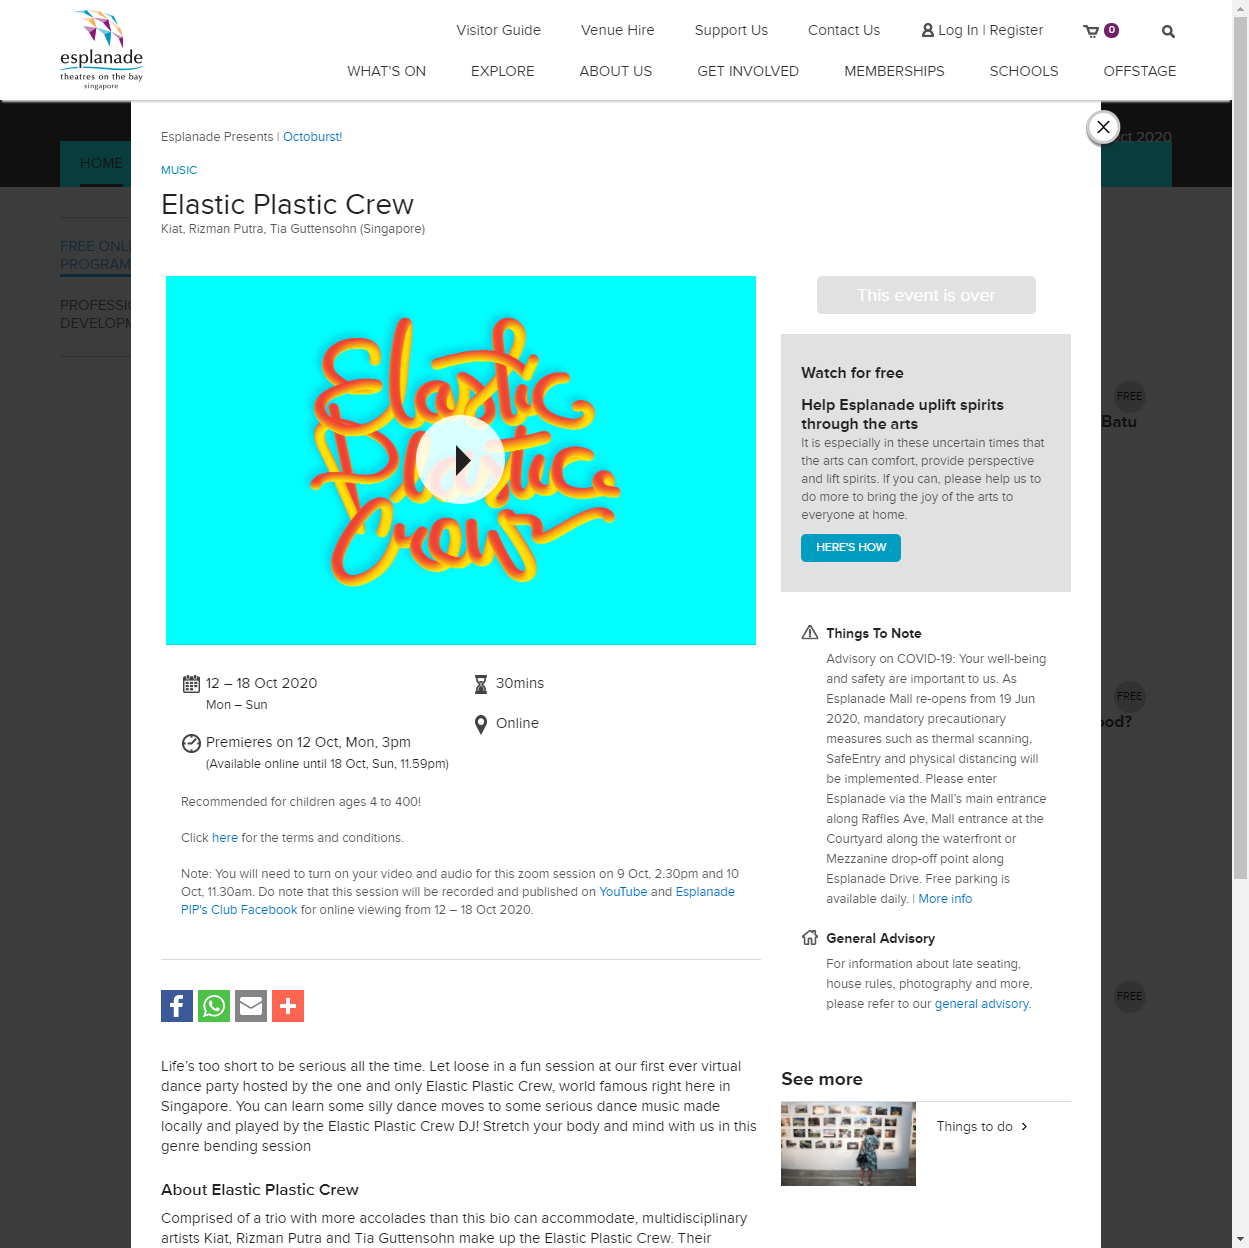 esplanade
theatres on the bay
singapore
Visitor Guide
Venue Hire
Support Us
Contact Us
Log In | Register
0
WHAT'S ON
EXPLORE
ABOUT US
GET INVOLVED
MEMBERSHIPS
SCHOOLS
OFFSTAGE
ct 2020
HOME
FREE ONL
PROGRAM
PROFESSI
DEVELOPM
Esplanade Presents | Octoburst!
MUSIC
Elastic Plastic Crew
Kiat, Rizman Putra, Tia Guttensohn (Singapore)
Elastic
Plastic
Crew
12 – 18 Oct 2020
Mon – Sun
Premieres on 12 Oct, Mon, 3pm
(Available online until 18 Oct, Sun, 11.59pm)
30mins
Online
Recommended for children ages 4 to 400!
Click here for the terms and conditions.
Note: You will need to turn on your video and audio for this zoom session on 9 Oct, 2.30pm and 10
Oct, 11.30am. Do note that this session will be recorded and published on YouTube and Esplanade
PIP's Club Facebook for online viewing from 12 – 18 Oct 2020.
Life's too short to be serious all the time. Let loose in a fun session at our first ever virtual
dance party hosted by the one and only Elastic Plastic Crew, world famous right here in
Singapore. You can learn some silly dance moves to some serious dance music made
locally and played by the Elastic Plastic Crew DJ! Stretch your body and mind with us in this
genre bending session
About Elastic Plastic Crew
Comprised of a trio with more accolades than this bio can accommodate, multidisciplinary
artists Kiat, Rizman Putra and Tia Guttensohn make up the Elastic Plastic Crew. Their
This event is over
Watch for free
Help Esplanade uplift spirits
through the arts
It is especially in these uncertain times that
the arts can comfort, provide perspective
and lift spirits. If you can, please help us to
do more to bring the joy of the arts to
everyone at home.
HERE'S HOW
Things To Note
Advisory on COVID-19: Your well-being
and safety are important to us. As
Esplanade Mall re-opens from 19 Jun
2020, mandatory precautionary
measures such as thermal scanning,
SafeEntry and physical distancing will
be implemented. Please enter
Esplanade via the Mall's main entrance
along Raffles Ave, Mall entrance at the
Courtyard along the waterfront or
Mezzanine drop-off point along
Esplanade Drive. Free parking is
available daily. | More info
General Advisory
For information about late seating,
house rules, photography and more,
please refer to our general advisory.
See more
Things to do
FREE
Batu
FREE
ood?
FREE